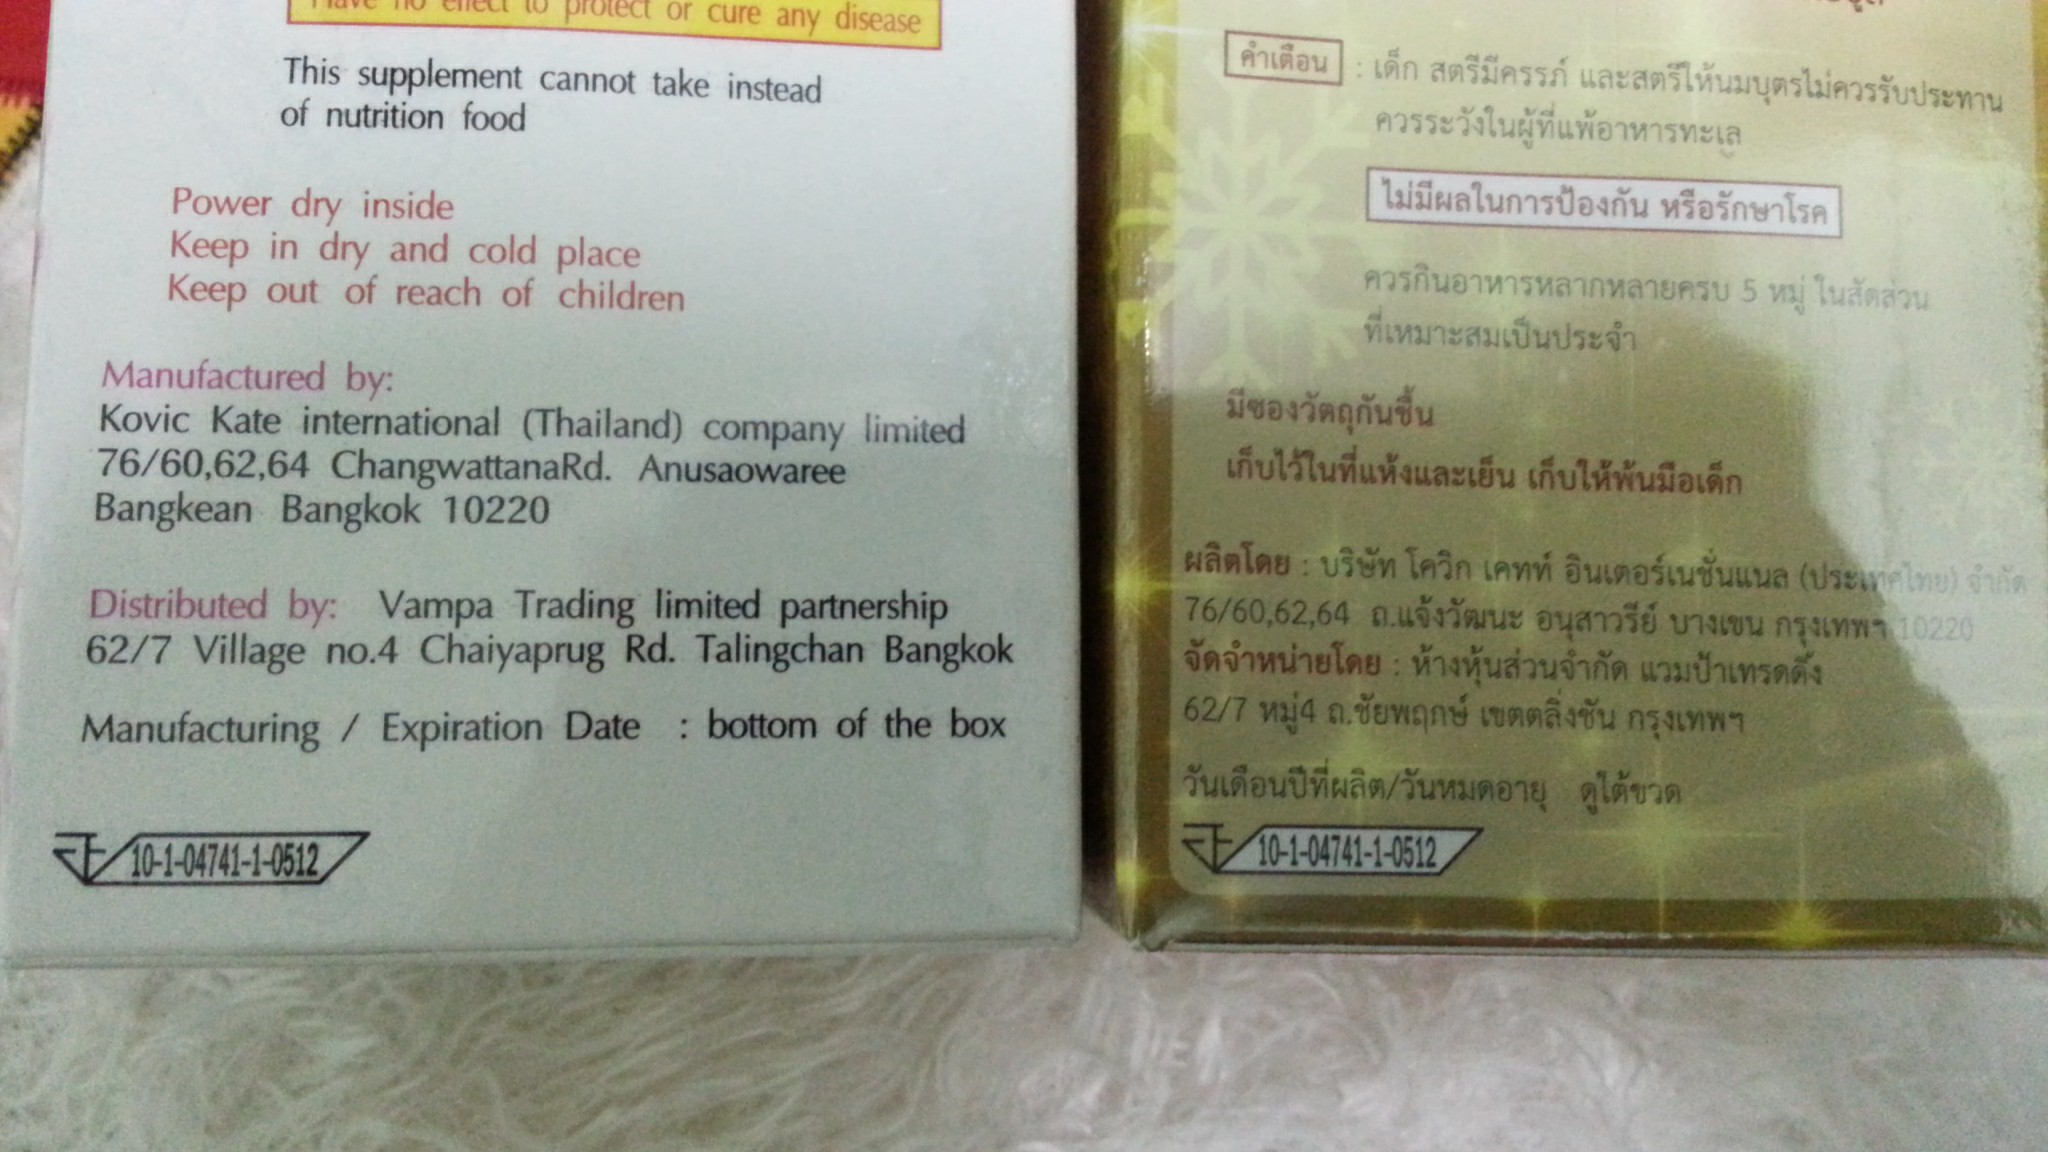 Have no effect to protect or cure any disease
This supplement cannot take instead
of nutrition food
Power dry inside
Keep in dry and cold place
Keep out of reach of children
Manufactured by:
Kovic Kate international (Thailand) company limited
76/60,62,64 ChangwattanaRd. Anusaowaree
Bangkean Bangkok 10220
Distributed by: Vampa Trading limited partnership
62/7 Village no.4 Chaiyaprug Rd. Talingchan Bangkok
Manufacturing / Expiration Date : bottom of the box
10-1-04741-1-0512
คำเตือน : เด็ก สตรีมีครรภ์ และสตรีให้นมบุตรไม่ควรรับประทาน
ควรระวังในผู้ที่แพ้อาหารทะเล
ไม่มีผลในการป้องกัน หรือรักษาโรค
ควรกินอาหารหลากหลายครบ 5 หมู่ ในสัดส่วน
ที่เหมาะสมเป็นประจำ
มีซองวัตถุกันชื้น
เก็บไว้ในที่แห้งและเย็น เก็บให้พ้นมือเด็ก
ผลิตโดย : บริษัท โควิก เคทท์ อินเตอร์เนชั่นแนล (ประเทศไทย) จำกัด
76/60,62,64 ถ.แจ้งวัฒนะ อนุสาวรีย์ บางเขน กรุงเทพฯ 10220
จัดจำหน่ายโดย : ห้างหุ้นส่วนจำกัด แวมป้าเทรดดิ้ง
62/7 หมู่4 ถ.ชัยพฤกษ์ เขตตลิ่งชัน กรุงเทพฯ
วันเดือนปีที่ผลิต/วันหมดอายุ ดูใต้ขวด
10-1-04741-1-0512